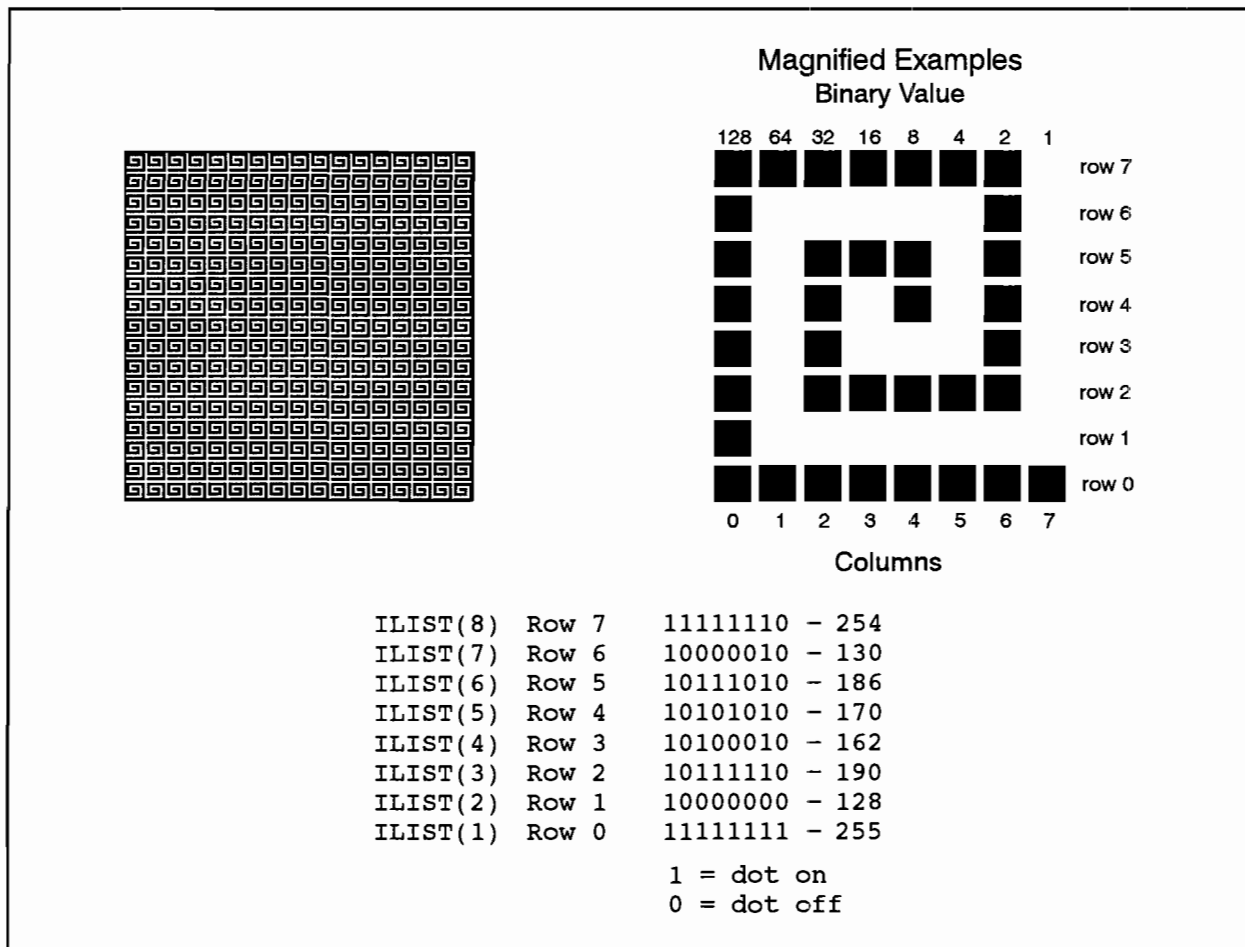 Magnified Examples
Binary Value
128 64 32 16 8 4 2 1
row 7
row 6
row 5
row 4
row 3
row 2
row 1
row 0
0 1 2 3 4 5 6 7
Columns
ILIST(8) Row 7 11111110 – 254
ILIST(7) Row 6 10000010 – 130
ILIST(6) Row 5 10111010 – 186
ILIST(5) Row 4 10101010 – 170
ILIST(4) Row 3 10100010 – 162
ILIST(3) Row 2 10111110 – 190
ILIST(2) Row 1 10000000 – 128
ILIST(1) Row 0 11111111 – 255
1 = dot on
0 = dot off